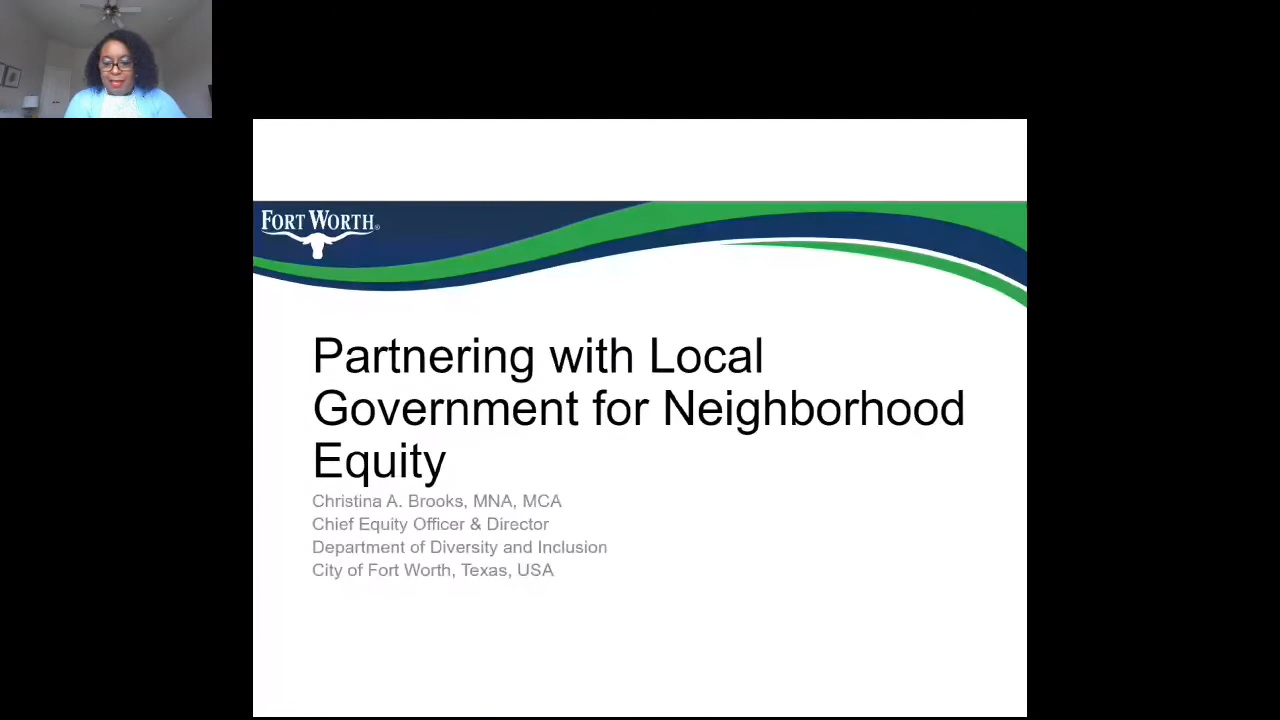 FORT WORTH®
Partnering with Local
Government for Neighborhood
Equity
Christina A. Brooks, MNA, MCA
Chief Equity Officer & Director
Department of Diversity and Inclusion
City of Fort Worth, Texas, USA